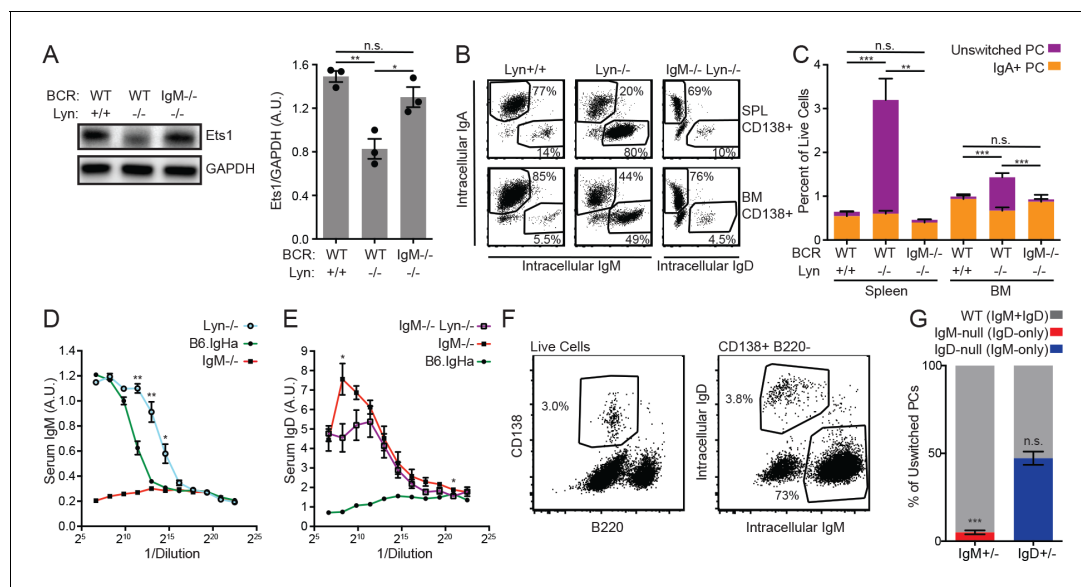 A
BCR: WT WT IgM-/-
Lyn: +/+ -/- -/-
Ets1
GAPDH
Ets1/GAPDH (A.U.)
1.6
1.2
0.8
0.4
0.0
n.s.
** *
BCR: WT WT IgM-/-
Lyn: +/+ -/- -/-
B
Lyn+/+ Lyn-/- IgM-/- Lyn-/-
77% 20% 69%
SPL
CD138+
14% 80% 10%
85% 44% 76%
BM
CD138+
5.5% 49% 4.5%
Intracellular IgA
Intracellular IgM Intracellular IgD
C
Unswitched PC
IgA+ PC
Percent of Live Cells
4
3
2
1
0
n.s.
*** **
n.s.
*** ***
BCR WT WT IgM-/- WT WT IgM-/-
Lyn +/+ -/- -/- +/+ -/- -/-
Spleen BM
D
Lyn-/-
B6.IgHa
IgM-/-
Serum IgM (A.U.)
1.4
1.2
1.0
0.8
0.6
0.4
0.2
0.0
** ** *
2^5 2^10 2^15 2^20 2^25
1/Dilution
E
IgM-/- Lyn-/-
IgM-/-
B6.IgHa
Serum IgD (A.U.)
9
8
7
6
5
4
3
2
1
0
* *
2^5 2^10 2^15 2^20 2^25
1/Dilution
F
Live Cells CD138+ B220-
3.0% 3.8%
73%
CD138
B220
Intracellular IgD
Intracellular IgM
G
WT (IgM+IgD)
IgM-null (IgD-only)
IgD-null (IgM-only)
% of Uswitched PCs
100
50
0
n.s.
***
IgM+/- IgD+/-